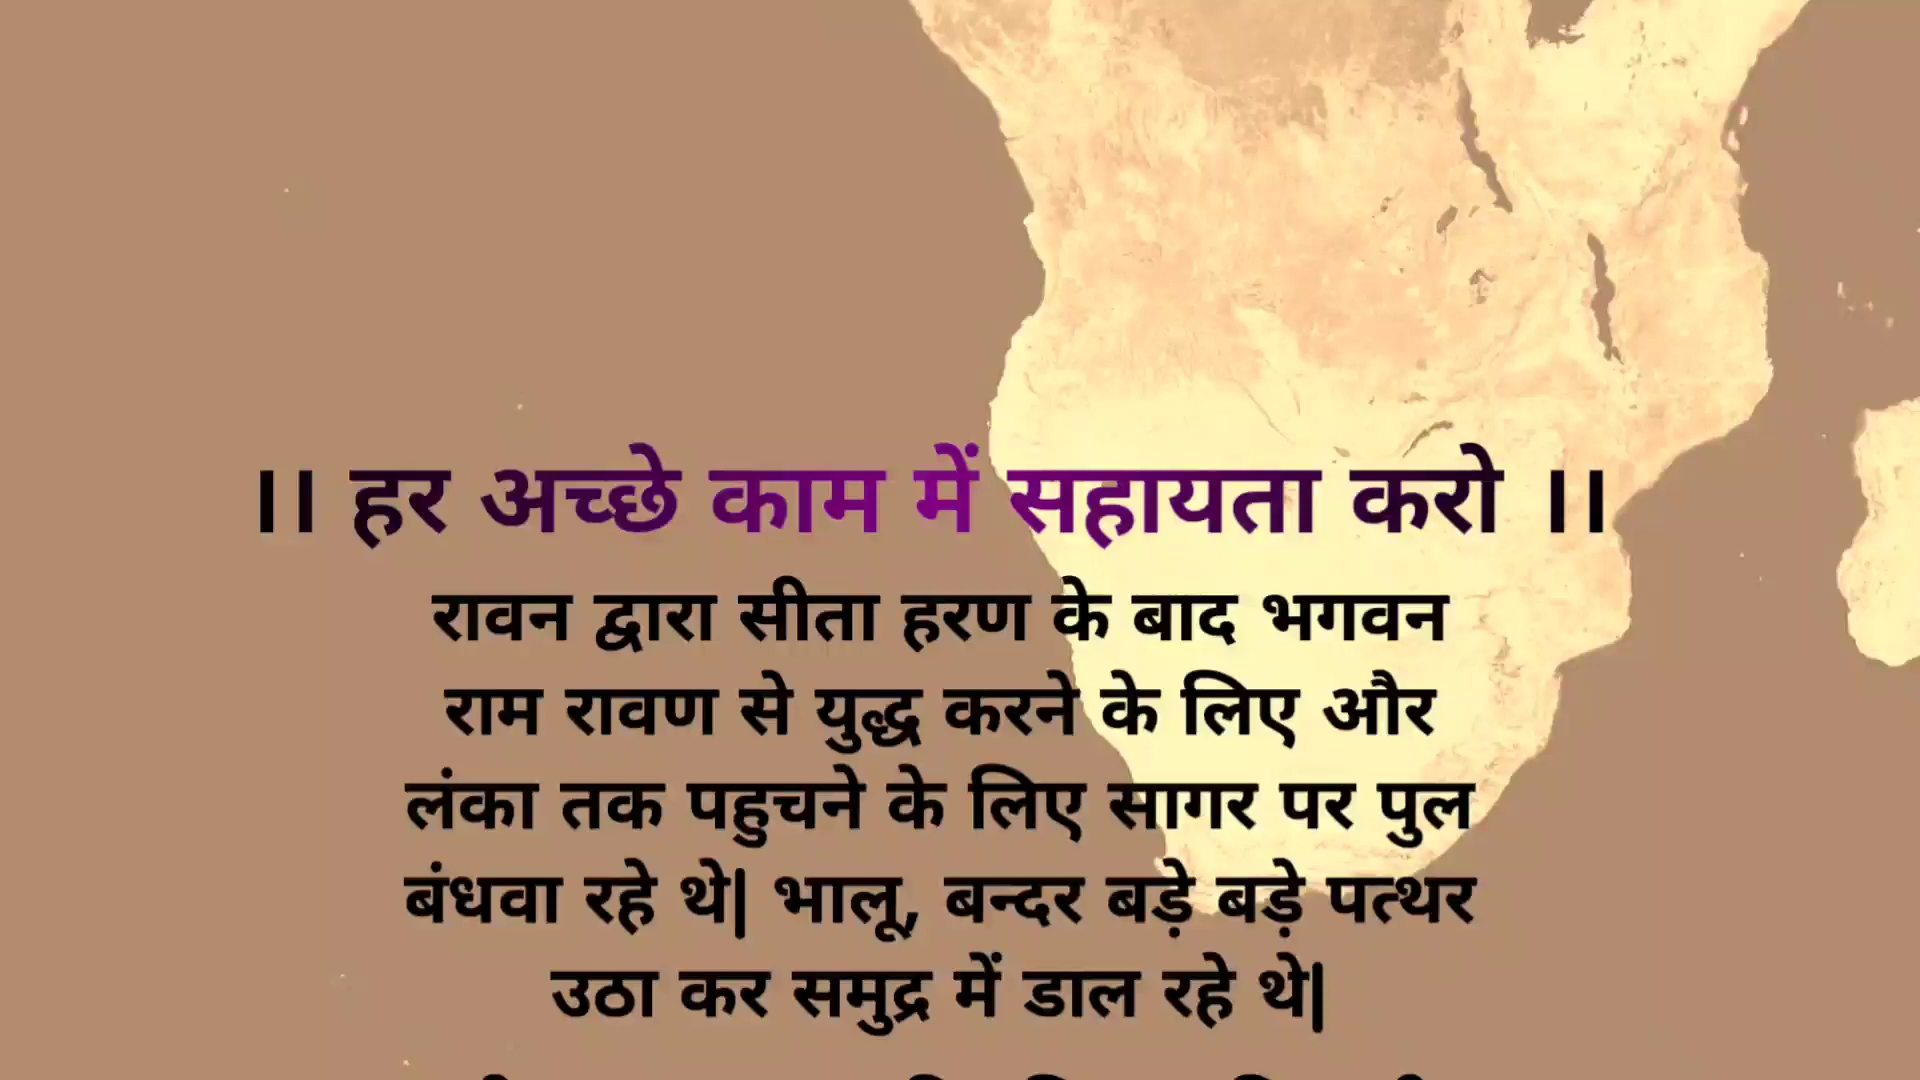 ।। हर अच्छे काम में सहायता करो ।।
रावन द्वारा सीता हरण के बाद भगवन
राम रावण से युद्ध करने के लिए और
लंका तक पहुचने के लिए सागर पर पुल
बंधवा रहे थे| भालू, बन्दर बड़े बड़े पत्थर
उठा कर समुद्र में डाल रहे थे|